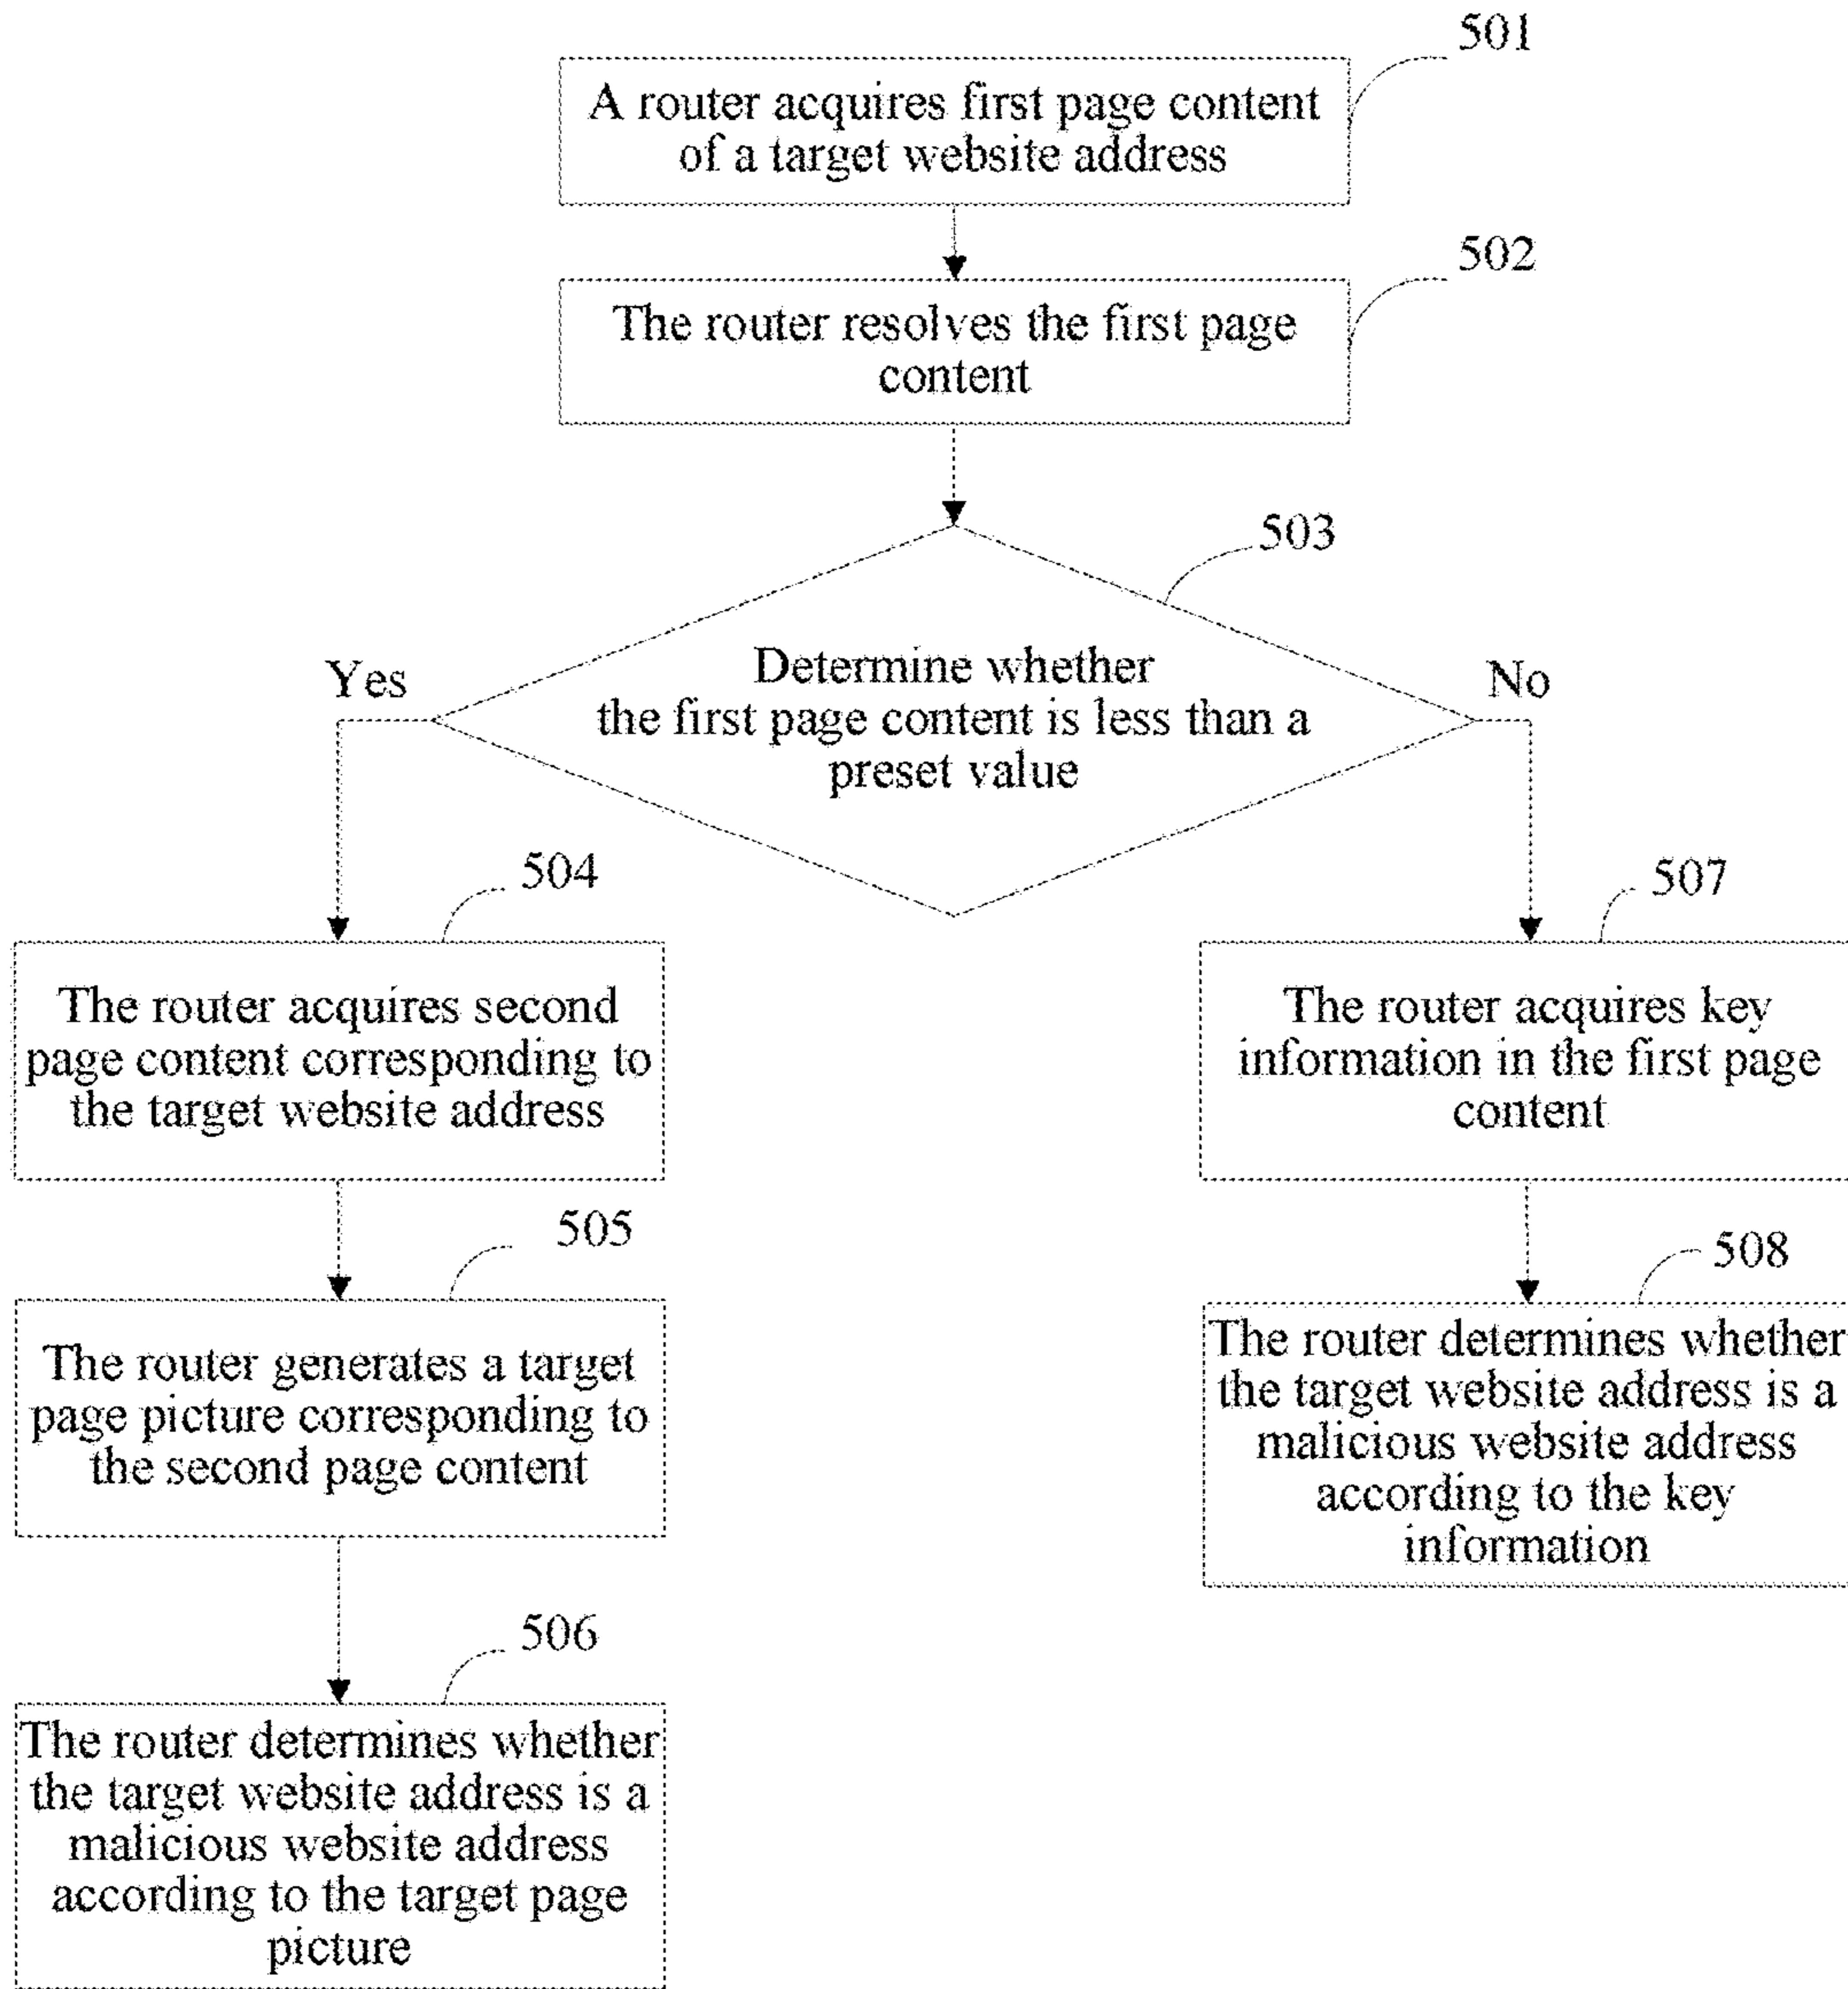 501
A router acquires first page content
of a target website address
502
The router resolves the first page
content
503
Determine whether
the first page content is less than a
preset value
Yes
No
504
The router acquires second
page content corresponding to
the target website address
507
The router acquires key
information in the first page
content
505
The router generates a target
page picture corresponding to
the second page content
508
The router determines whether
the target website address is a
malicious website address
according to the key
information
506
The router determines whether
the target website address is a
malicious website address
according to the target page
picture